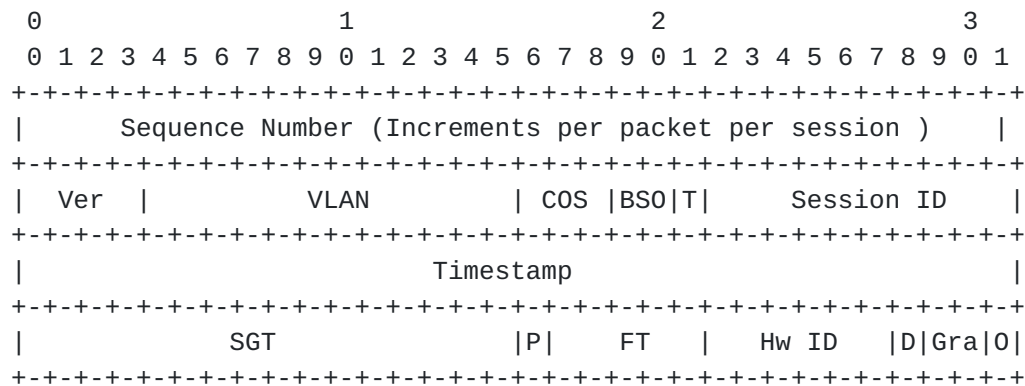 0                   1                   2                   3
 0 1 2 3 4 5 6 7 8 9 0 1 2 3 4 5 6 7 8 9 0 1 2 3 4 5 6 7 8 9 0 1
+-+-+-+-+-+-+-+-+-+-+-+-+-+-+-+-+-+-+-+-+-+-+-+-+-+-+-+-+-+-+-+-+
|      Sequence Number (Increments per packet per session )    |
+-+-+-+-+-+-+-+-+-+-+-+-+-+-+-+-+-+-+-+-+-+-+-+-+-+-+-+-+-+-+-+-+
|  Ver  |          VLAN         | COS |BSO|T|     Session ID    |
+-+-+-+-+-+-+-+-+-+-+-+-+-+-+-+-+-+-+-+-+-+-+-+-+-+-+-+-+-+-+-+-+
|                          Timestamp                            |
+-+-+-+-+-+-+-+-+-+-+-+-+-+-+-+-+-+-+-+-+-+-+-+-+-+-+-+-+-+-+-+-+
|             SGT               |P|    FT   |   Hw ID   |D|Gra|O|
+-+-+-+-+-+-+-+-+-+-+-+-+-+-+-+-+-+-+-+-+-+-+-+-+-+-+-+-+-+-+-+-+